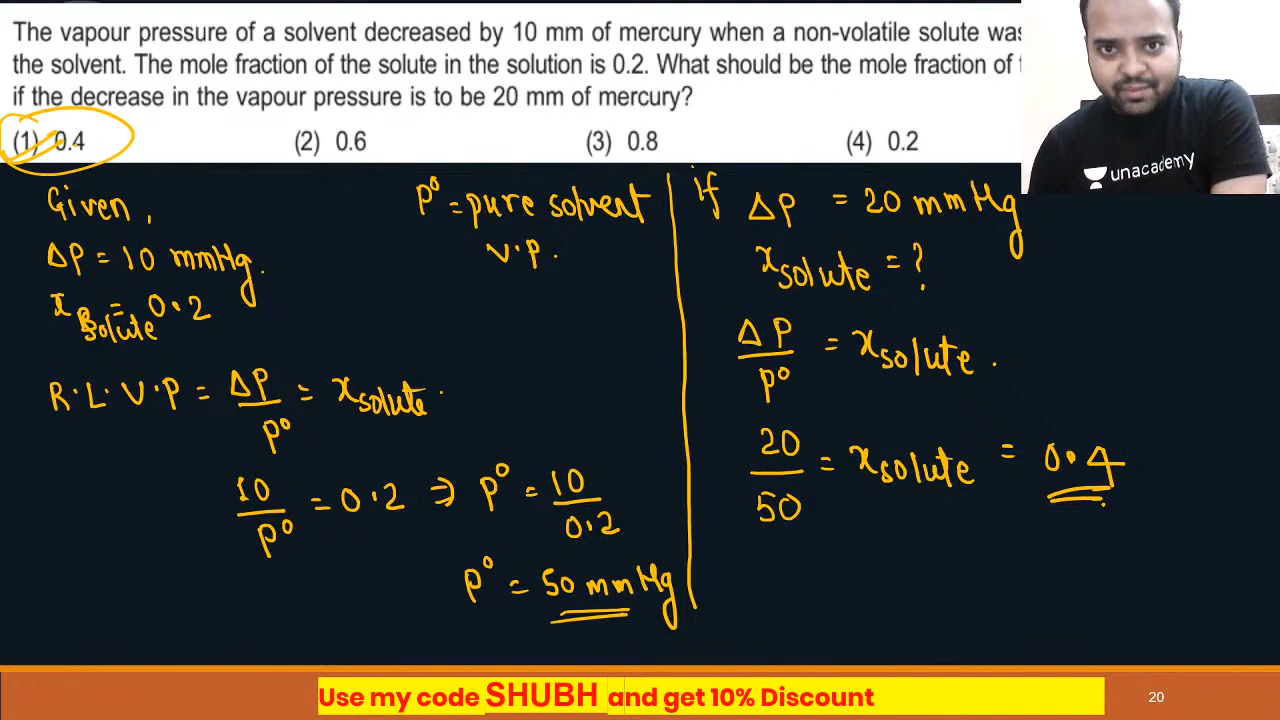 The vapour pressure of a solvent decreased by 10 mm of mercury when a non-volatile solute was
the solvent. The mole fraction of the solute in the solution is 0.2. What should be the mole fraction of
if the decrease in the vapour pressure is to be 20 mm of mercury?
(1) 0.4 (2) 0.6 (3) 0.8 (4) 0.2
unacademy
Given,
ΔP = 10 mmHg.
x solute = 0.2
P° = pure solvent
v.p.
R.L.V.P = ΔP/P° = x solute.
10/P° = 0.2 ⇒ P° = 10/0.2
P° = 50 mmHg
if ΔP = 20 mmHg
x solute = ?
ΔP/P° = x solute.
20/50 = x solute = 0.4
Use my code SHUBH and get 10% Discount
20